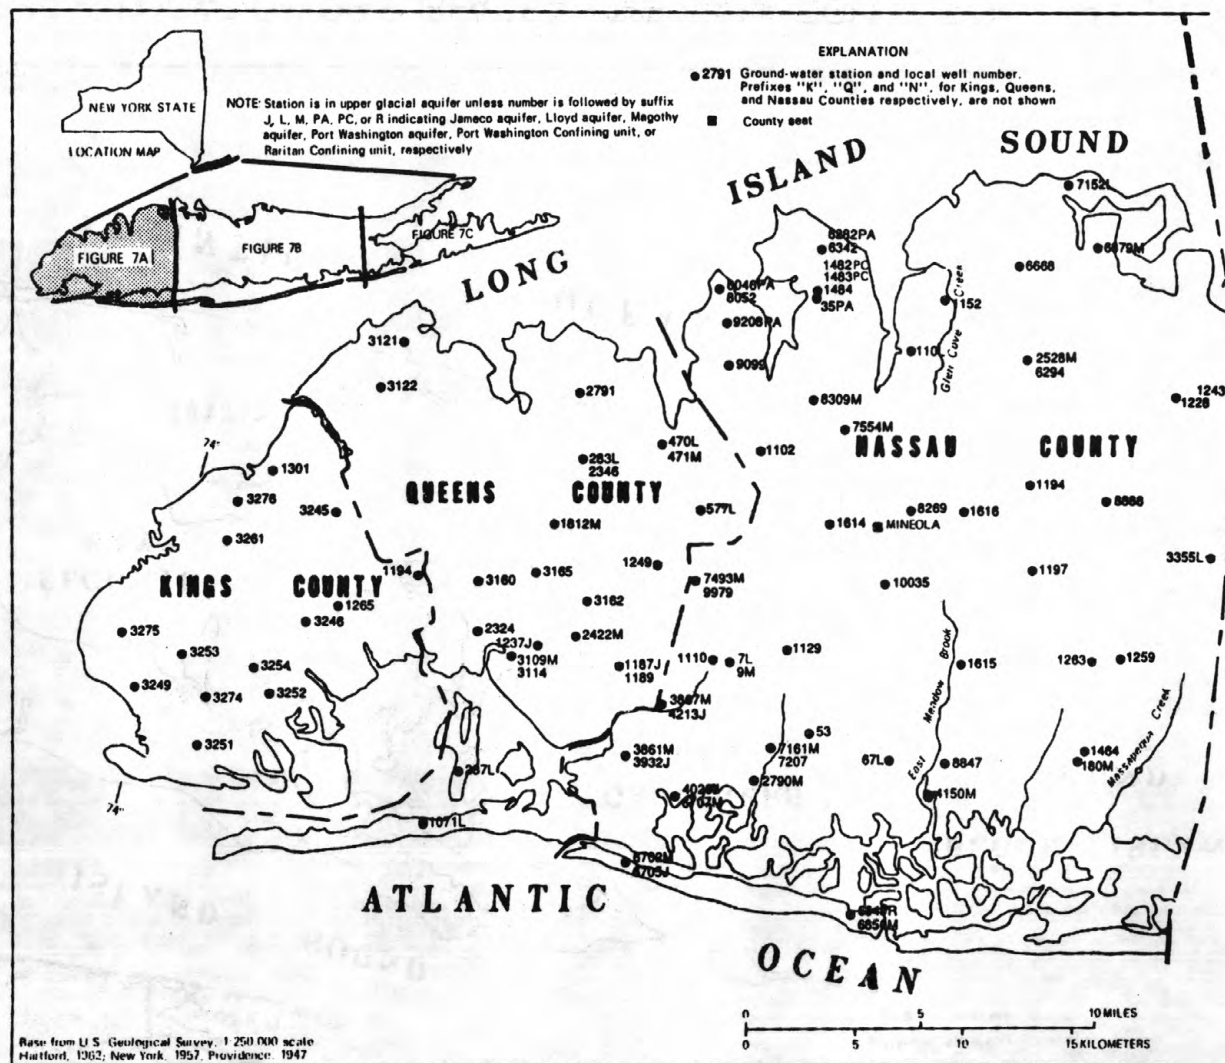 EXPLANATION
2791 Ground-water station and local well number.
Prefixes "K", "Q", and "N", for Kings, Queens,
and Nassau Counties respectively, are not shown
County seat
NEW YORK STATE
LOCATION MAP
NOTE: Station is in upper glacial aquifer unless number is followed by suffix
J, L, M, PA, PC, or R indicating Jameco aquifer, Lloyd aquifer, Magothy
aquifer, Port Washington aquifer, Port Washington Confining unit, or
Raritan Confining unit, respectively
FIGURE 7A
FIGURE 7B
FIGURE 7C
LONG
ISLAND
SOUND
7152L
6282PA
6342
1482PC
1483PC
1484
35PA
6879M
6668
8046PA
8052
1152
9208PA
3121
110
Glen Cove
Creek
9099
2528M
6294
3122
2791
8309M
1243
1228
7554M
NASSAU COUNTY
74°
470L
471M
1102
283L
2346
1301
1194
QUEENS COUNTY
3276
8888
3245
577L
8269
1616
1812M
1614
MINEOLA
3261
3355L
1249
1194
3165
1197
KINGS COUNTY
3160
7493M
9979
10035
3162
1265
3246
3275
2324
2422M
1237J
1129
3253
3109M
3114
1110
7L
9M
1263
1259
3254
1187J
1189
1615
East Meadow Brook
3249
3274
3252
3867M
4213J
Massapequa Creek
53
3251
7161M
7207
1464
180M
3861M
3932J
67L
8847
287L
2790M
4150M
74°
1071L
ATLANTIC
OCEAN
0 5 10 MILES
0 5 10 15 KILOMETERS
Base from U.S. Geological Survey, 1:250,000 scale
Hartford, 1962; New York, 1957, Providence, 1947